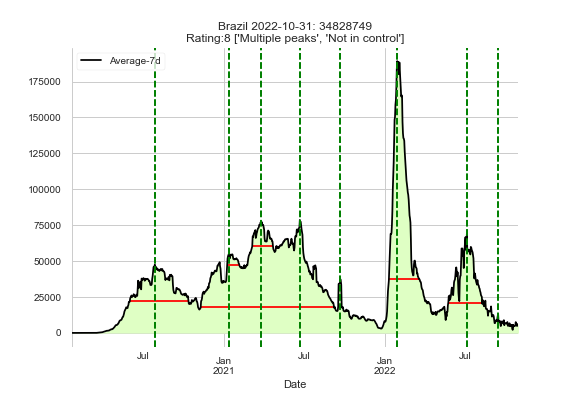 Brazil 2022-10-31: 34828749
Rating:8 ['Multiple peaks', 'Not in control']
Average-7d
175000
150000
125000
100000
75000
50000
25000
0
Jul
Jan
2021
Jul
Jan
2022
Jul
Date